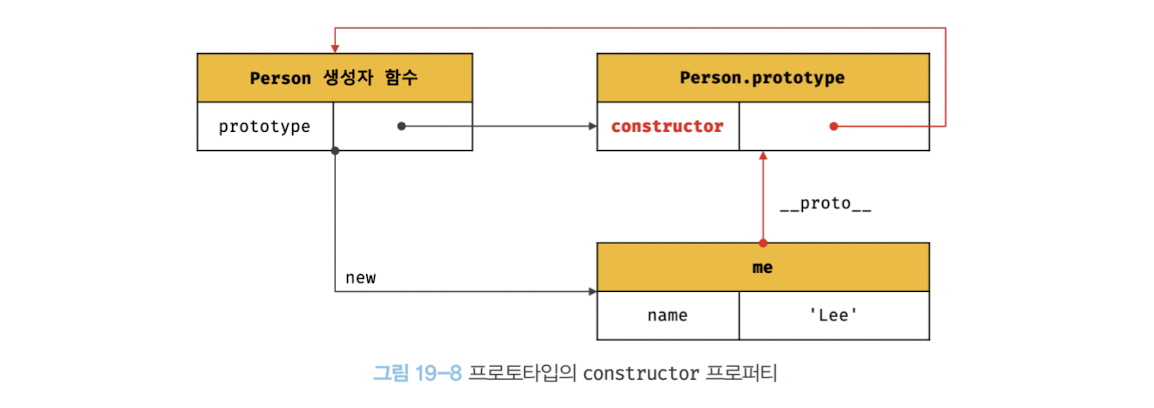 Person 생성자 함수
Person.prototype
prototype
constructor
__proto__
me
new
name
'Lee'
그림 19-8 프로토타입의 constructor 프로퍼티